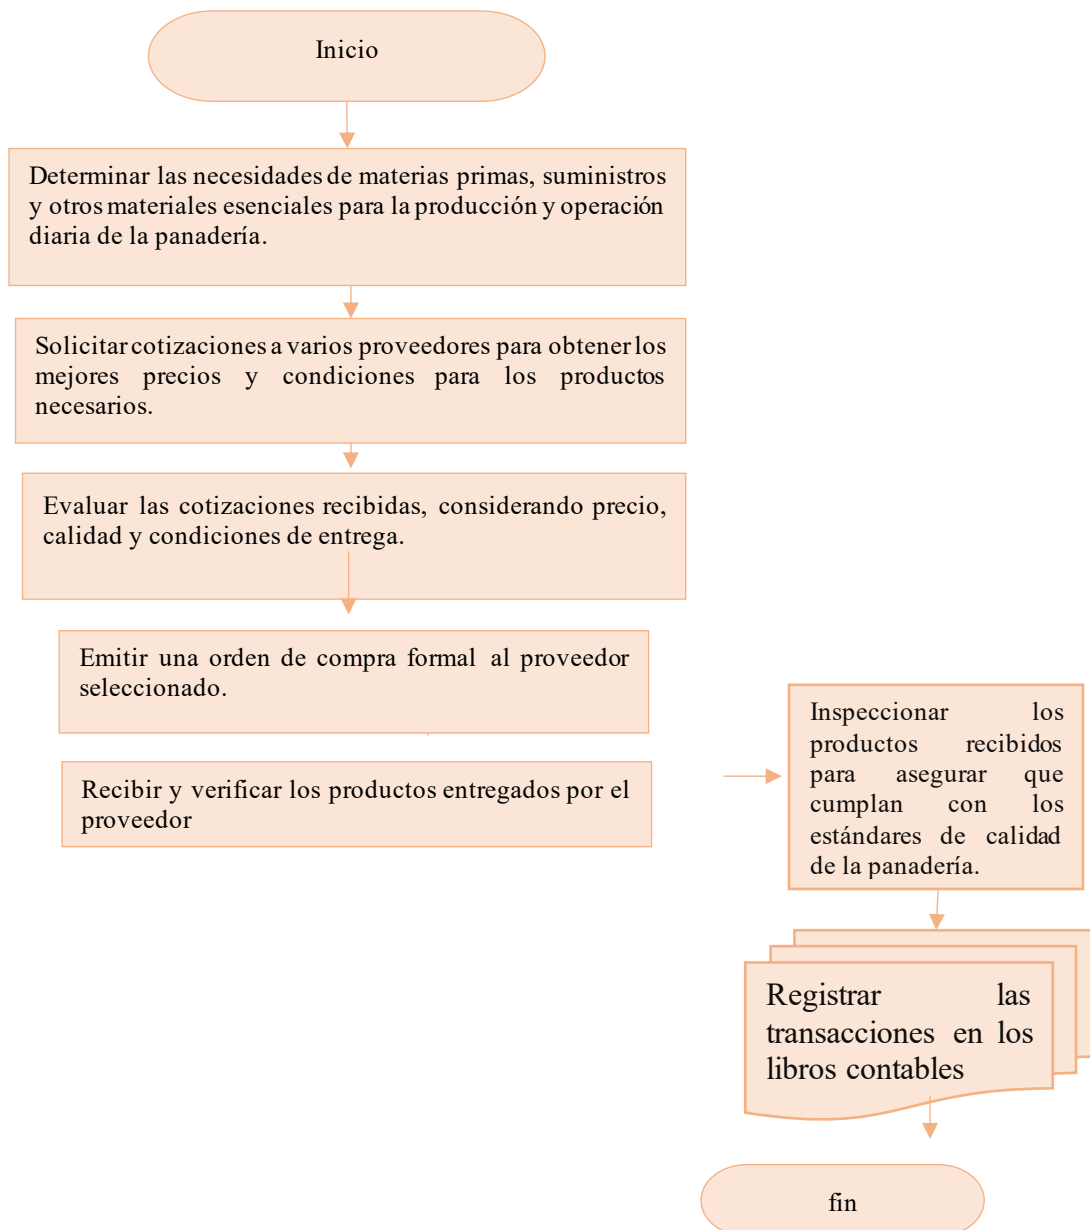 Inicio
Determinar las necesidades de materias primas, suministros
y otros materiales esenciales para la producción y operación
diaria de la panadería.
Solicitar cotizaciones a varios proveedores para obtener los
mejores precios y condiciones para los productos
necesarios.
Evaluar las cotizaciones recibidas, considerando precio,
calidad y condiciones de entrega.
Emitir una orden de compra formal al proveedor
seleccionado.
Recibir y verificar los productos entregados por el
proveedor
Inspeccionar los
productos recibidos
para asegurar que
cumplan con los
estándares de calidad
de la panadería.
Registrar las
transacciones en los
libros contables
fin